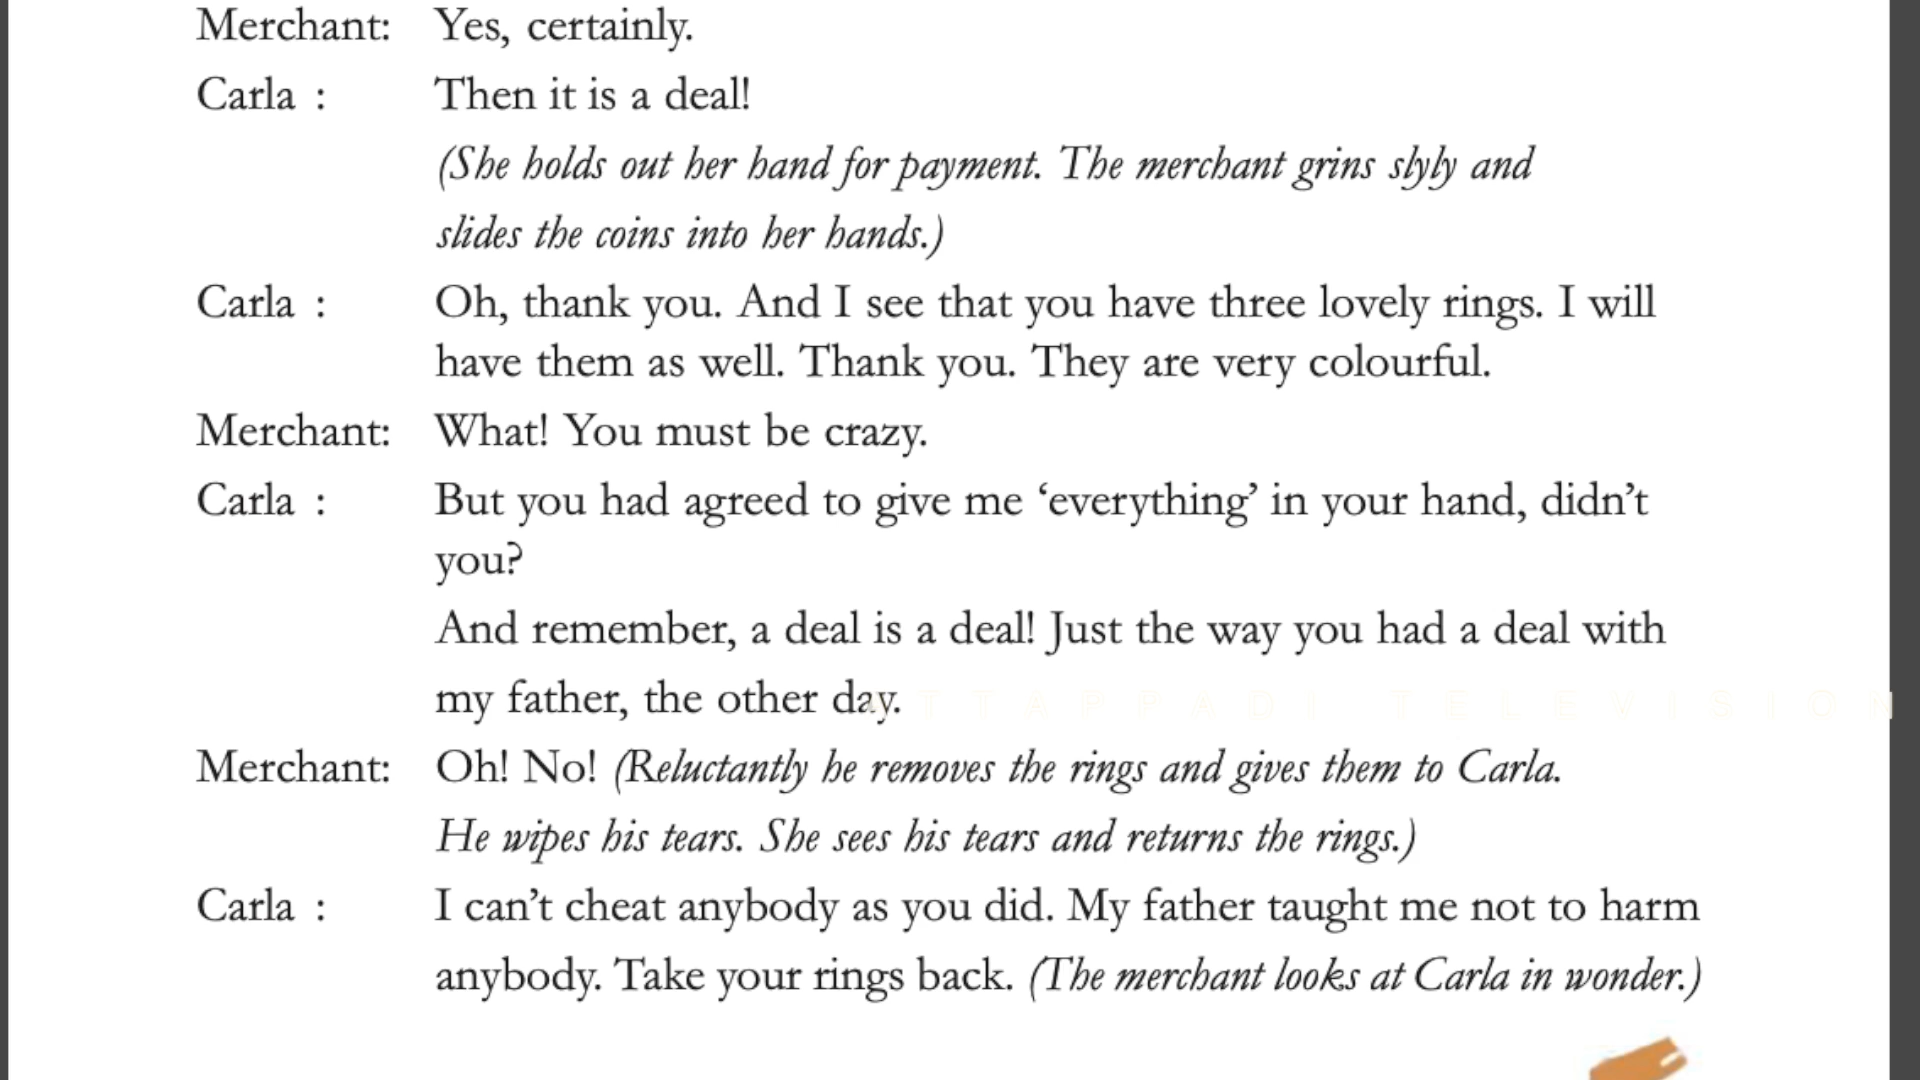 Merchant: Yes, certainly.
Carla : Then it is a deal!
(She holds out her hand for payment. The merchant grins slyly and
slides the coins into her hands.)
Carla : Oh, thank you. And I see that you have three lovely rings. I will
have them as well. Thank you. They are very colourful.
Merchant: What! You must be crazy.
Carla : But you had agreed to give me ‘everything’ in your hand, didn’t
you?
And remember, a deal is a deal! Just the way you had a deal with
my father, the other day.
ATTAPPADI TELEVISION
Merchant: Oh! No! (Reluctantly he removes the rings and gives them to Carla.
He wipes his tears. She sees his tears and returns the rings.)
Carla : I can’t cheat anybody as you did. My father taught me not to harm
anybody. Take your rings back. (The merchant looks at Carla in wonder.)